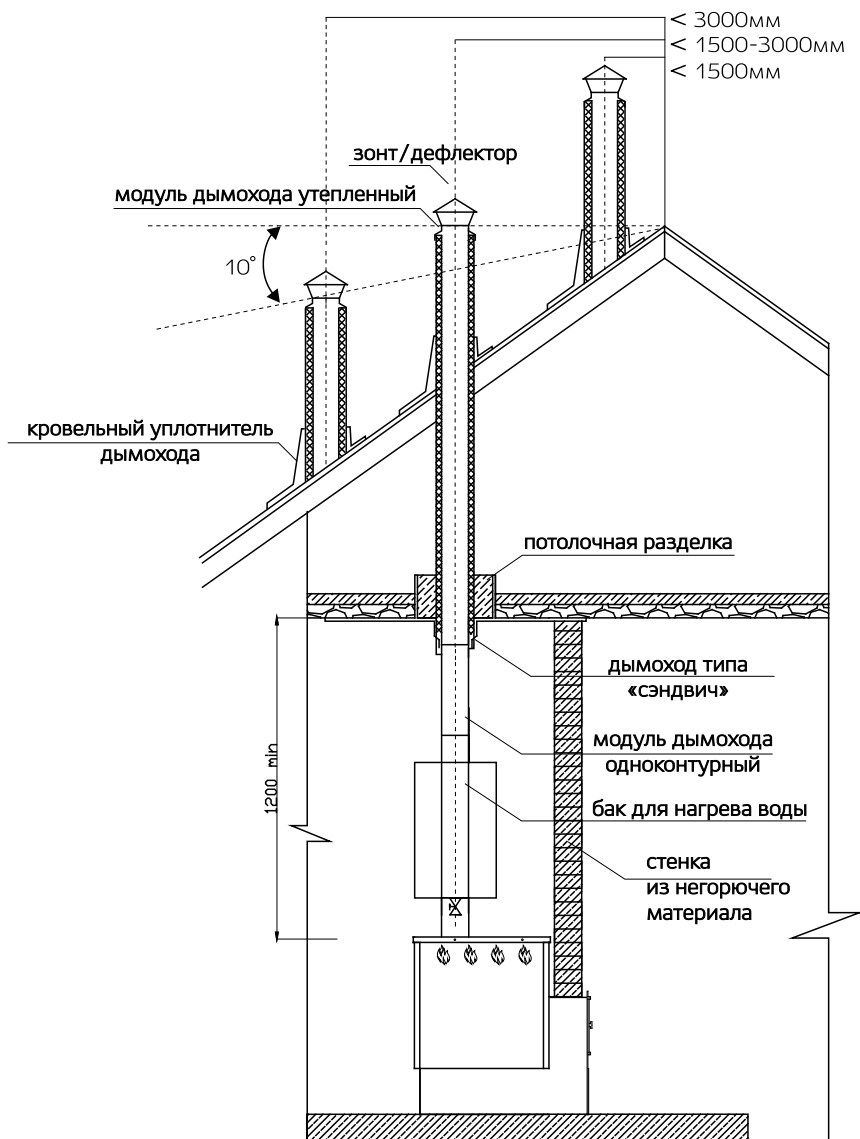 < 3000мм
< 1500-3000мм
< 1500мм
зонт/дефлектор
модуль дымохода утепленный
10°
кровельный уплотнитель
дымохода
потолочная разделка
дымоход типа
«сэндвич»
модуль дымохода
одноконтурный
1200 min
бак для нагрева воды
стенка
из негорючего
материала